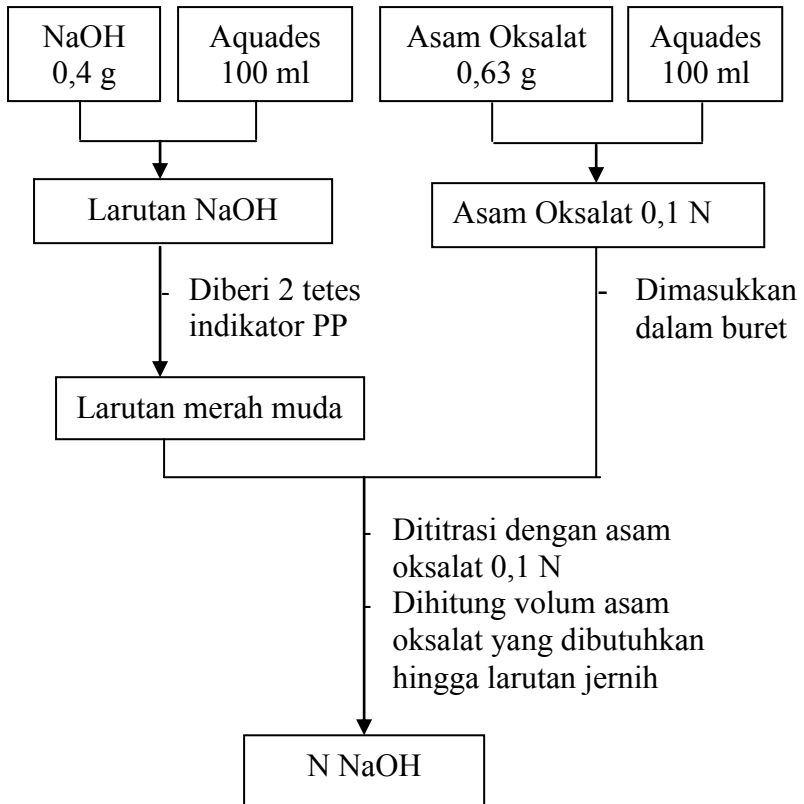 NaOH
0,4 g
Aquades
100 ml
Asam Oksalat
0,63 g
Aquades
100 ml
Larutan NaOH
Asam Oksalat 0,1 N
- Diberi 2 tetes
indikator PP
- Dimasukkan
dalam buret
Larutan merah muda
- Dititrasi dengan asam
oksalat 0,1 N
- Dihitung volum asam
oksalat yang dibutuhkan
hingga larutan jernih
N NaOH